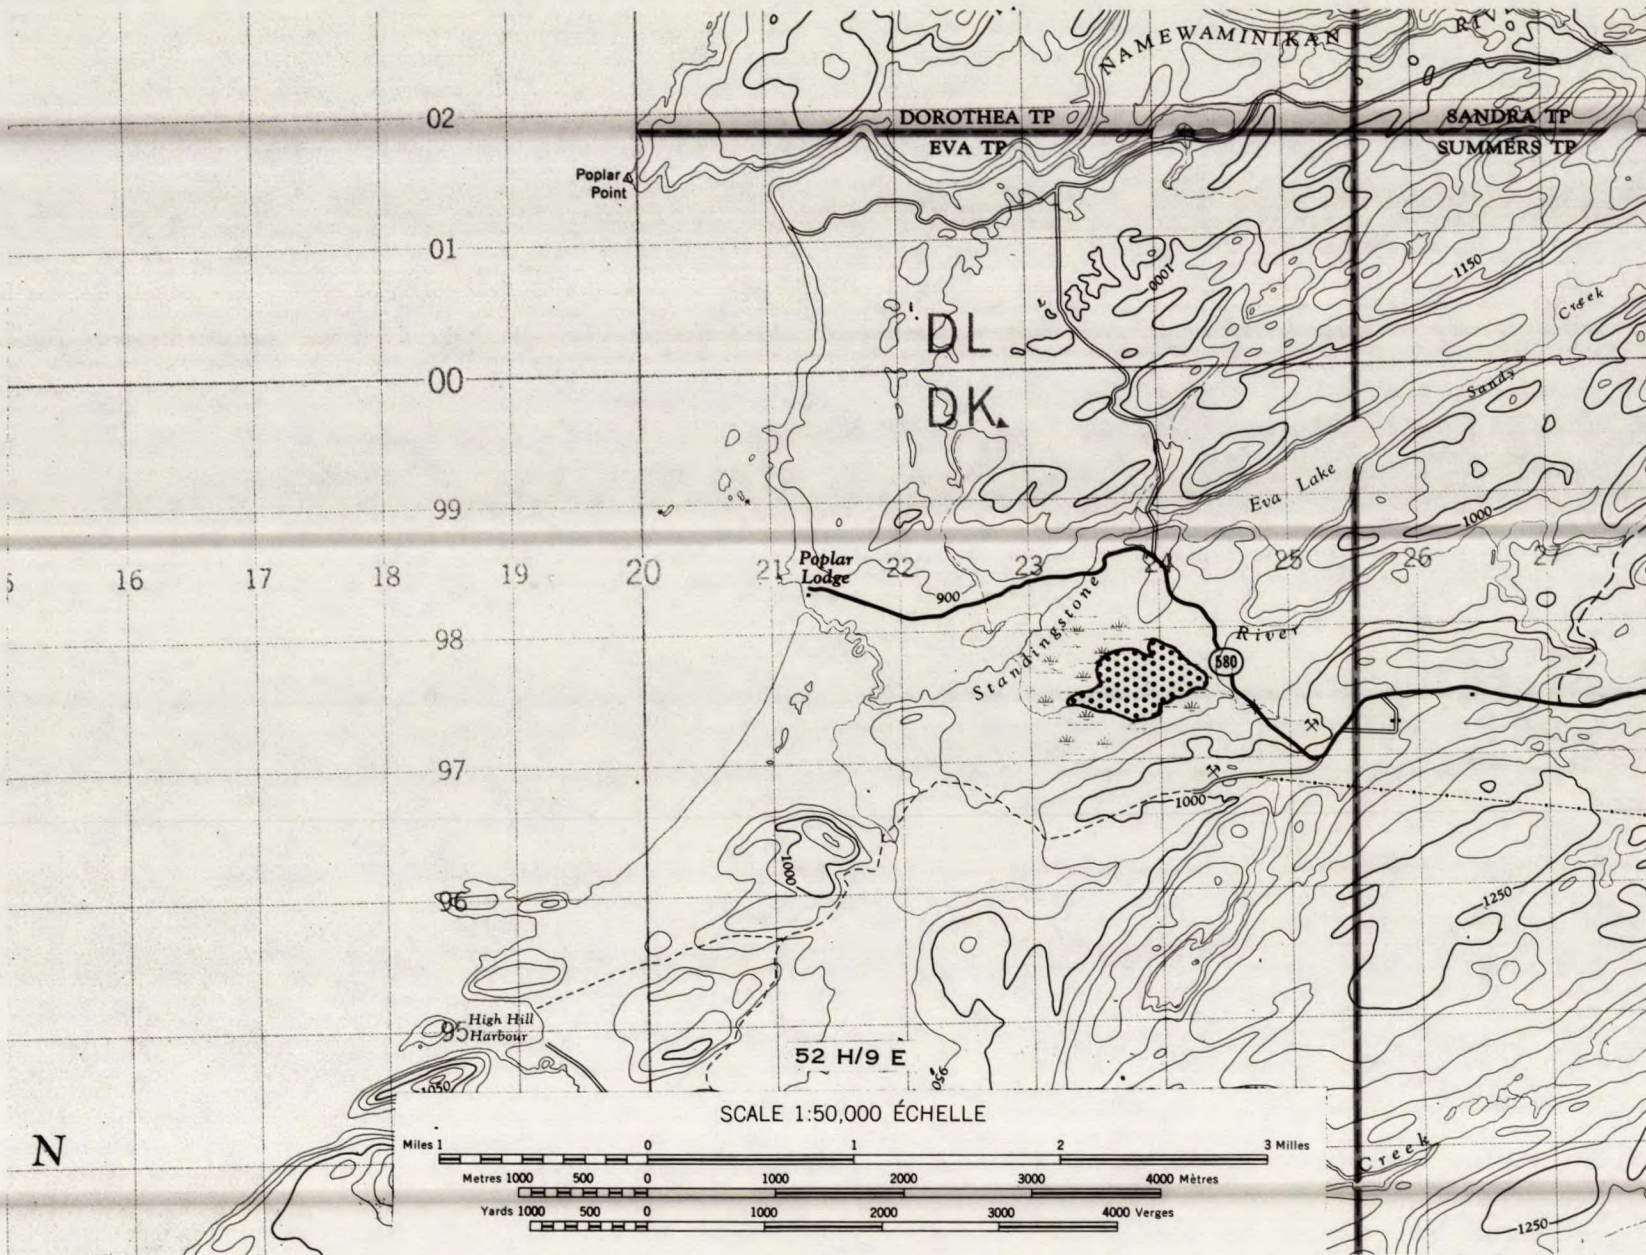 NAMEWAMINIKAN
02
DOROTHEA TP
SANDRA TP
EVA TP
SUMMERS TP
Poplar
Point
01
1000
1150
Creek
DL
00
Sandy
DK
Eva Lake
99
1000
Poplar
Lodge
16
17
18
19
20
21
22
23
24
25
26
27
900
98
Standingstone
River
580
97
1000
1000
96
1250
95
High Hill
Harbour
52 H/9 E
950
1050
SCALE 1:50,000 ÉCHELLE
N
Creek
Miles 1 0 1 2 3 Milles
Metres 1000 500 0 1000 2000 3000 4000 Mètres
Yards 1000 500 0 1000 2000 3000 4000 Verges
1250